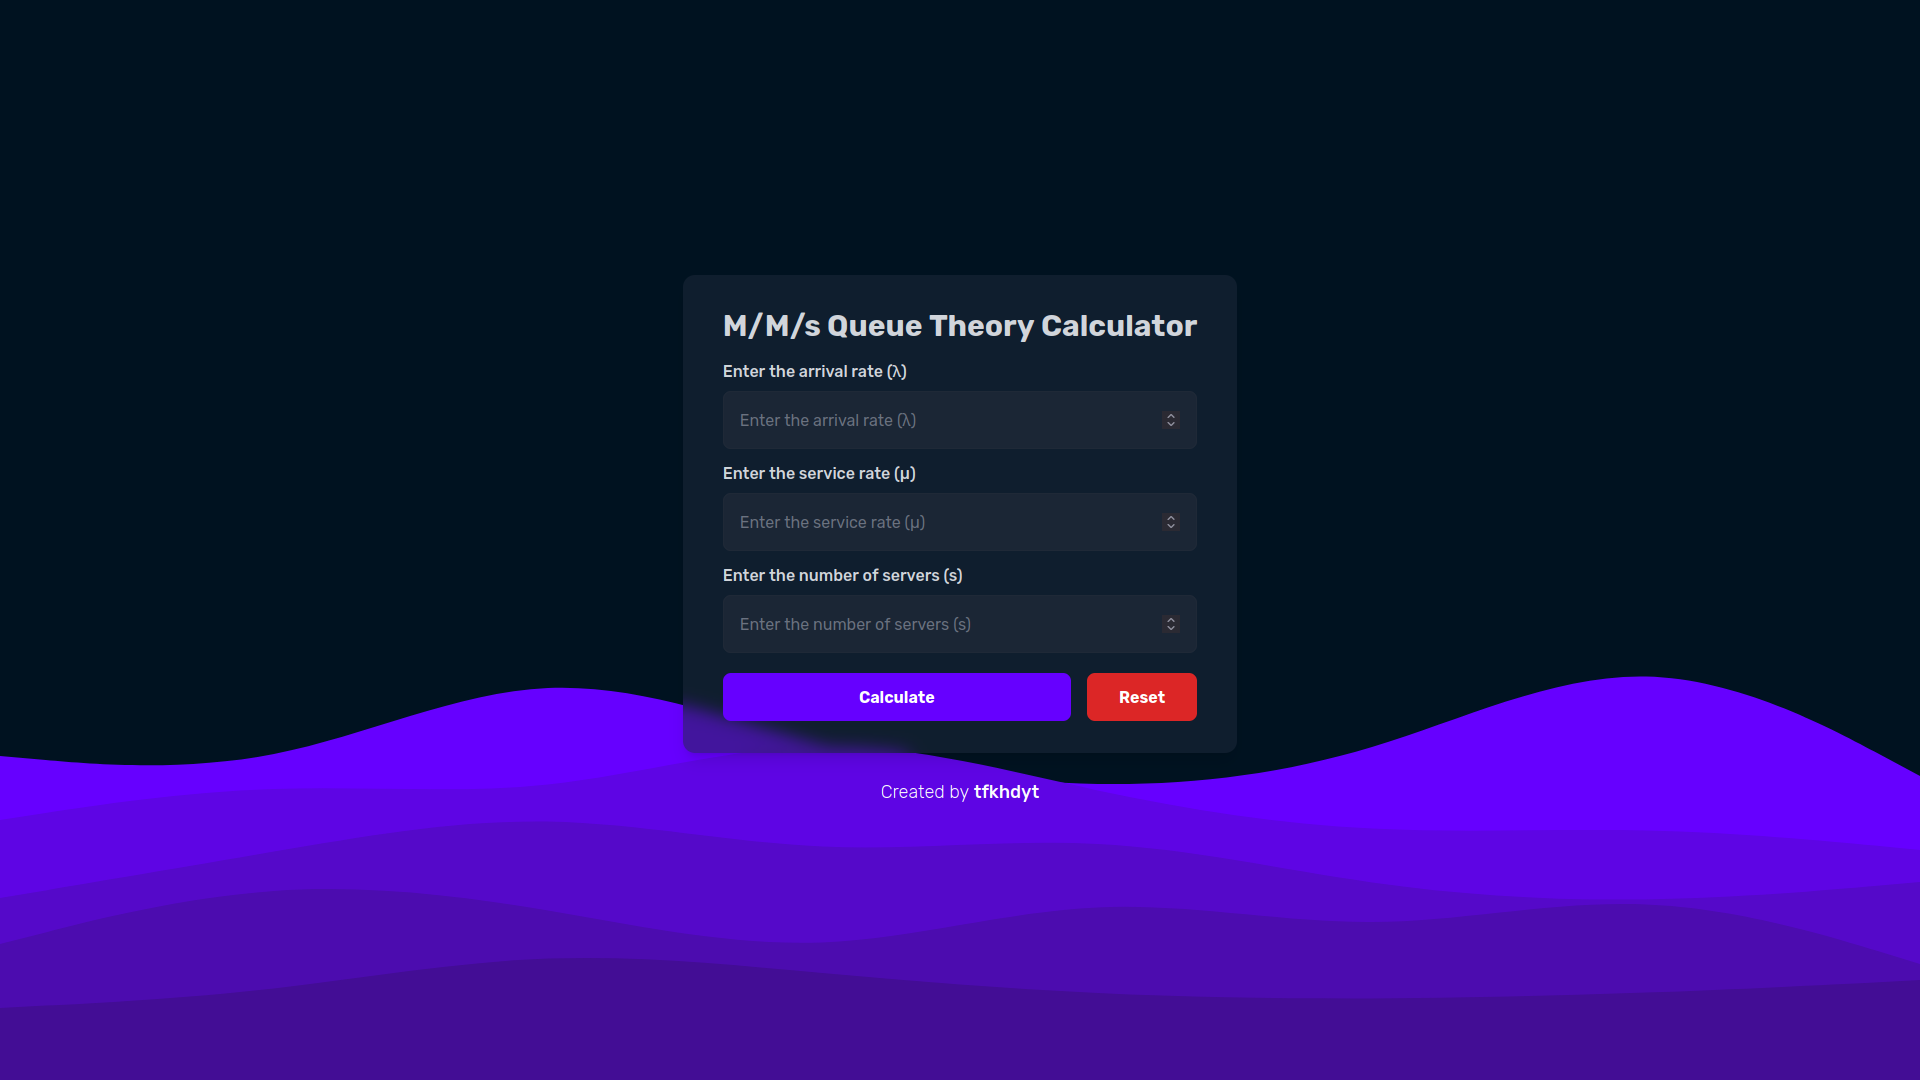 M/M/s Queue Theory Calculator
Enter the arrival rate (λ)
Enter the arrival rate (λ)
Enter the service rate (μ)
Enter the service rate (μ)
Enter the number of servers (s)
Enter the number of servers (s)
Calculate Reset
Created by tfkhdyt